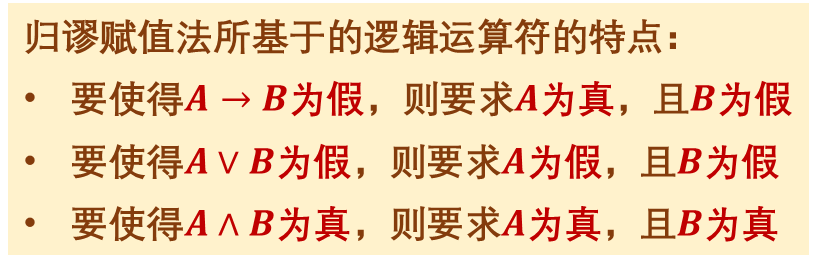 归谬赋值法所基于的逻辑运算符的特点：
• 要使得A → B为假，则要求A为真，且B为假
• 要使得A ∨ B为假，则要求A为假，且B为假
• 要使得A ∧ B为真，则要求A为真，且B为真